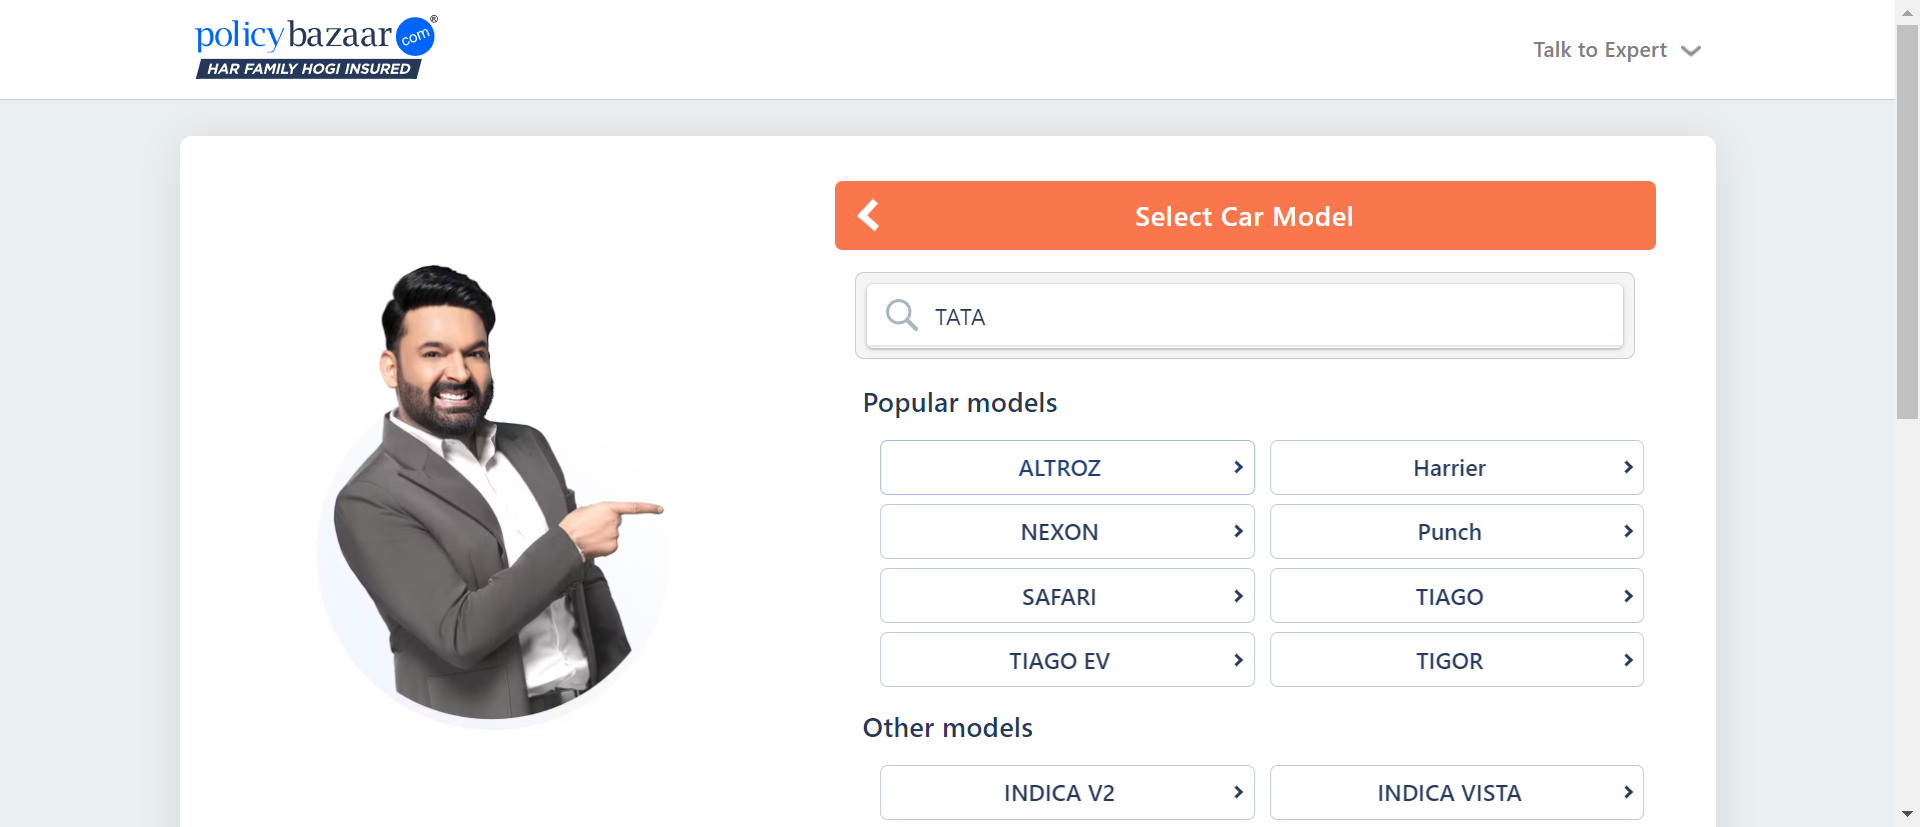 policybazaar com ®
HAR FAMILY HOGI INSURED
Talk to Expert
Select Car Model
TATA
Popular models
ALTROZ
Harrier
NEXON
Punch
SAFARI
TIAGO
TIAGO EV
TIGOR
Other models
INDICA V2
INDICA VISTA